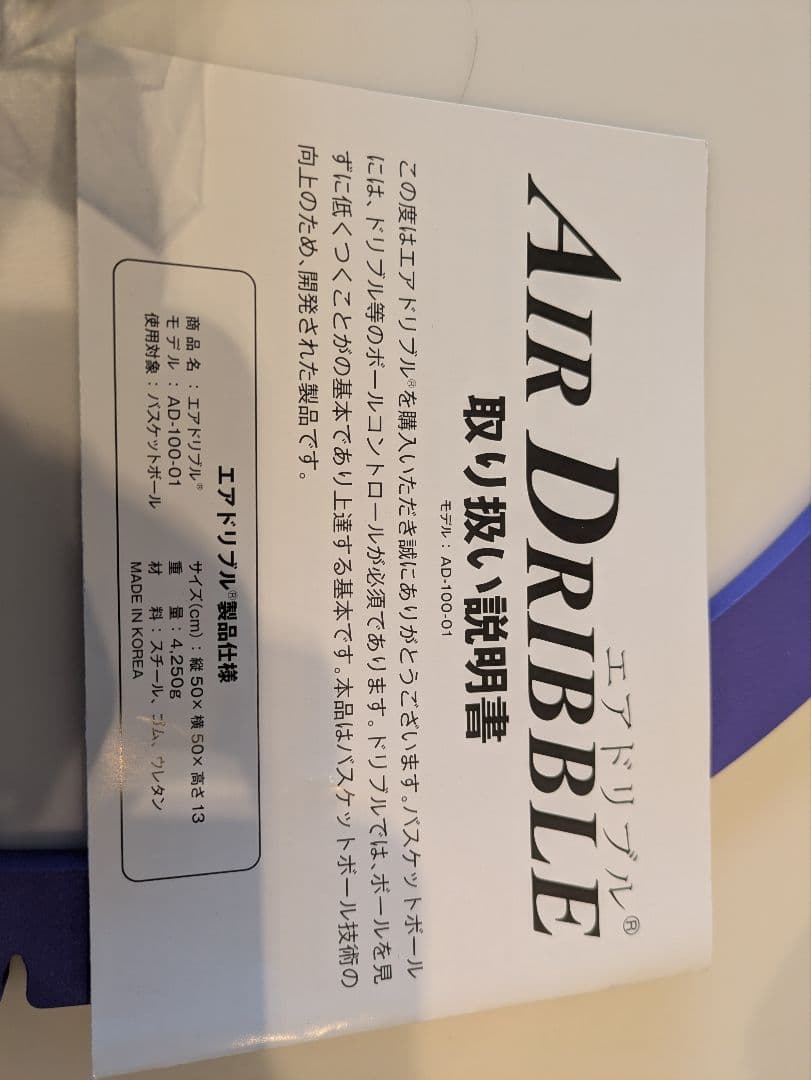 エアドリブル®
AIR DRIBBLE
取り扱い説明書
モデル：AD-100-01
この度はエアドリブル®を購入いただき誠にありがとうございます。バスケットボール
には、ドリブル等のボールコントロールが必須であります。ドリブルでは、ボールを見
ずに低くつくことがの基本であり上達する基本です。本品はバスケットボール技術の
向上のため、開発された製品です。
エアドリブル®製品仕様
商品名：エアドリブル®
モデル：AD-100-01
使用対象：バスケットボール
サイズ(cm)：縦50×横50×高さ13
重 量：4,250g
材 料：スチール、ゴム、ウレタン
MADE IN KOREA